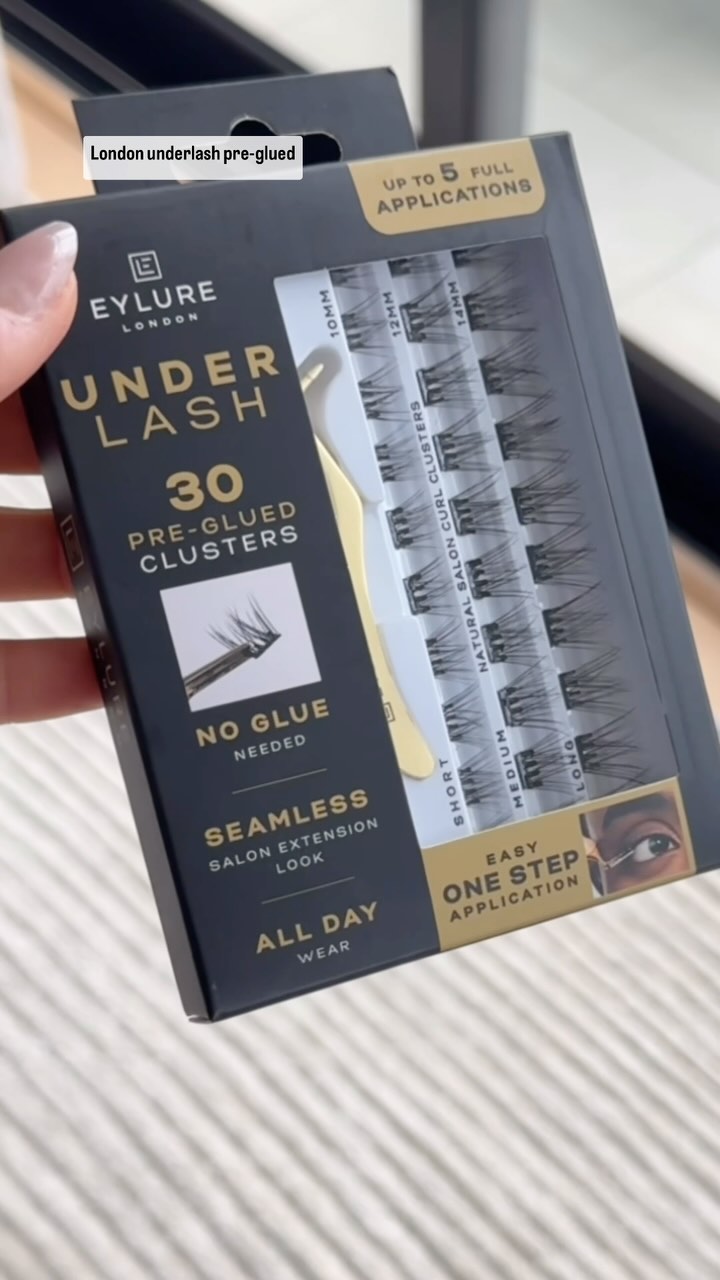 London underlash pre-glued
UP TO 5 FULL
APPLICATIONS
EYLURE
LONDON
UNDER
LASH
30
PRE-GLUED
CLUSTERS
NO GLUE
NEEDED
SEAMLESS
SALON EXTENSION
LOOK
ALL DAY
WEAR
10MM
12MM
14MM
NATURAL SALON CURL CLUSTERS
SHORT
MEDIUM
LONG
EASY
ONE STEP
APPLICATION